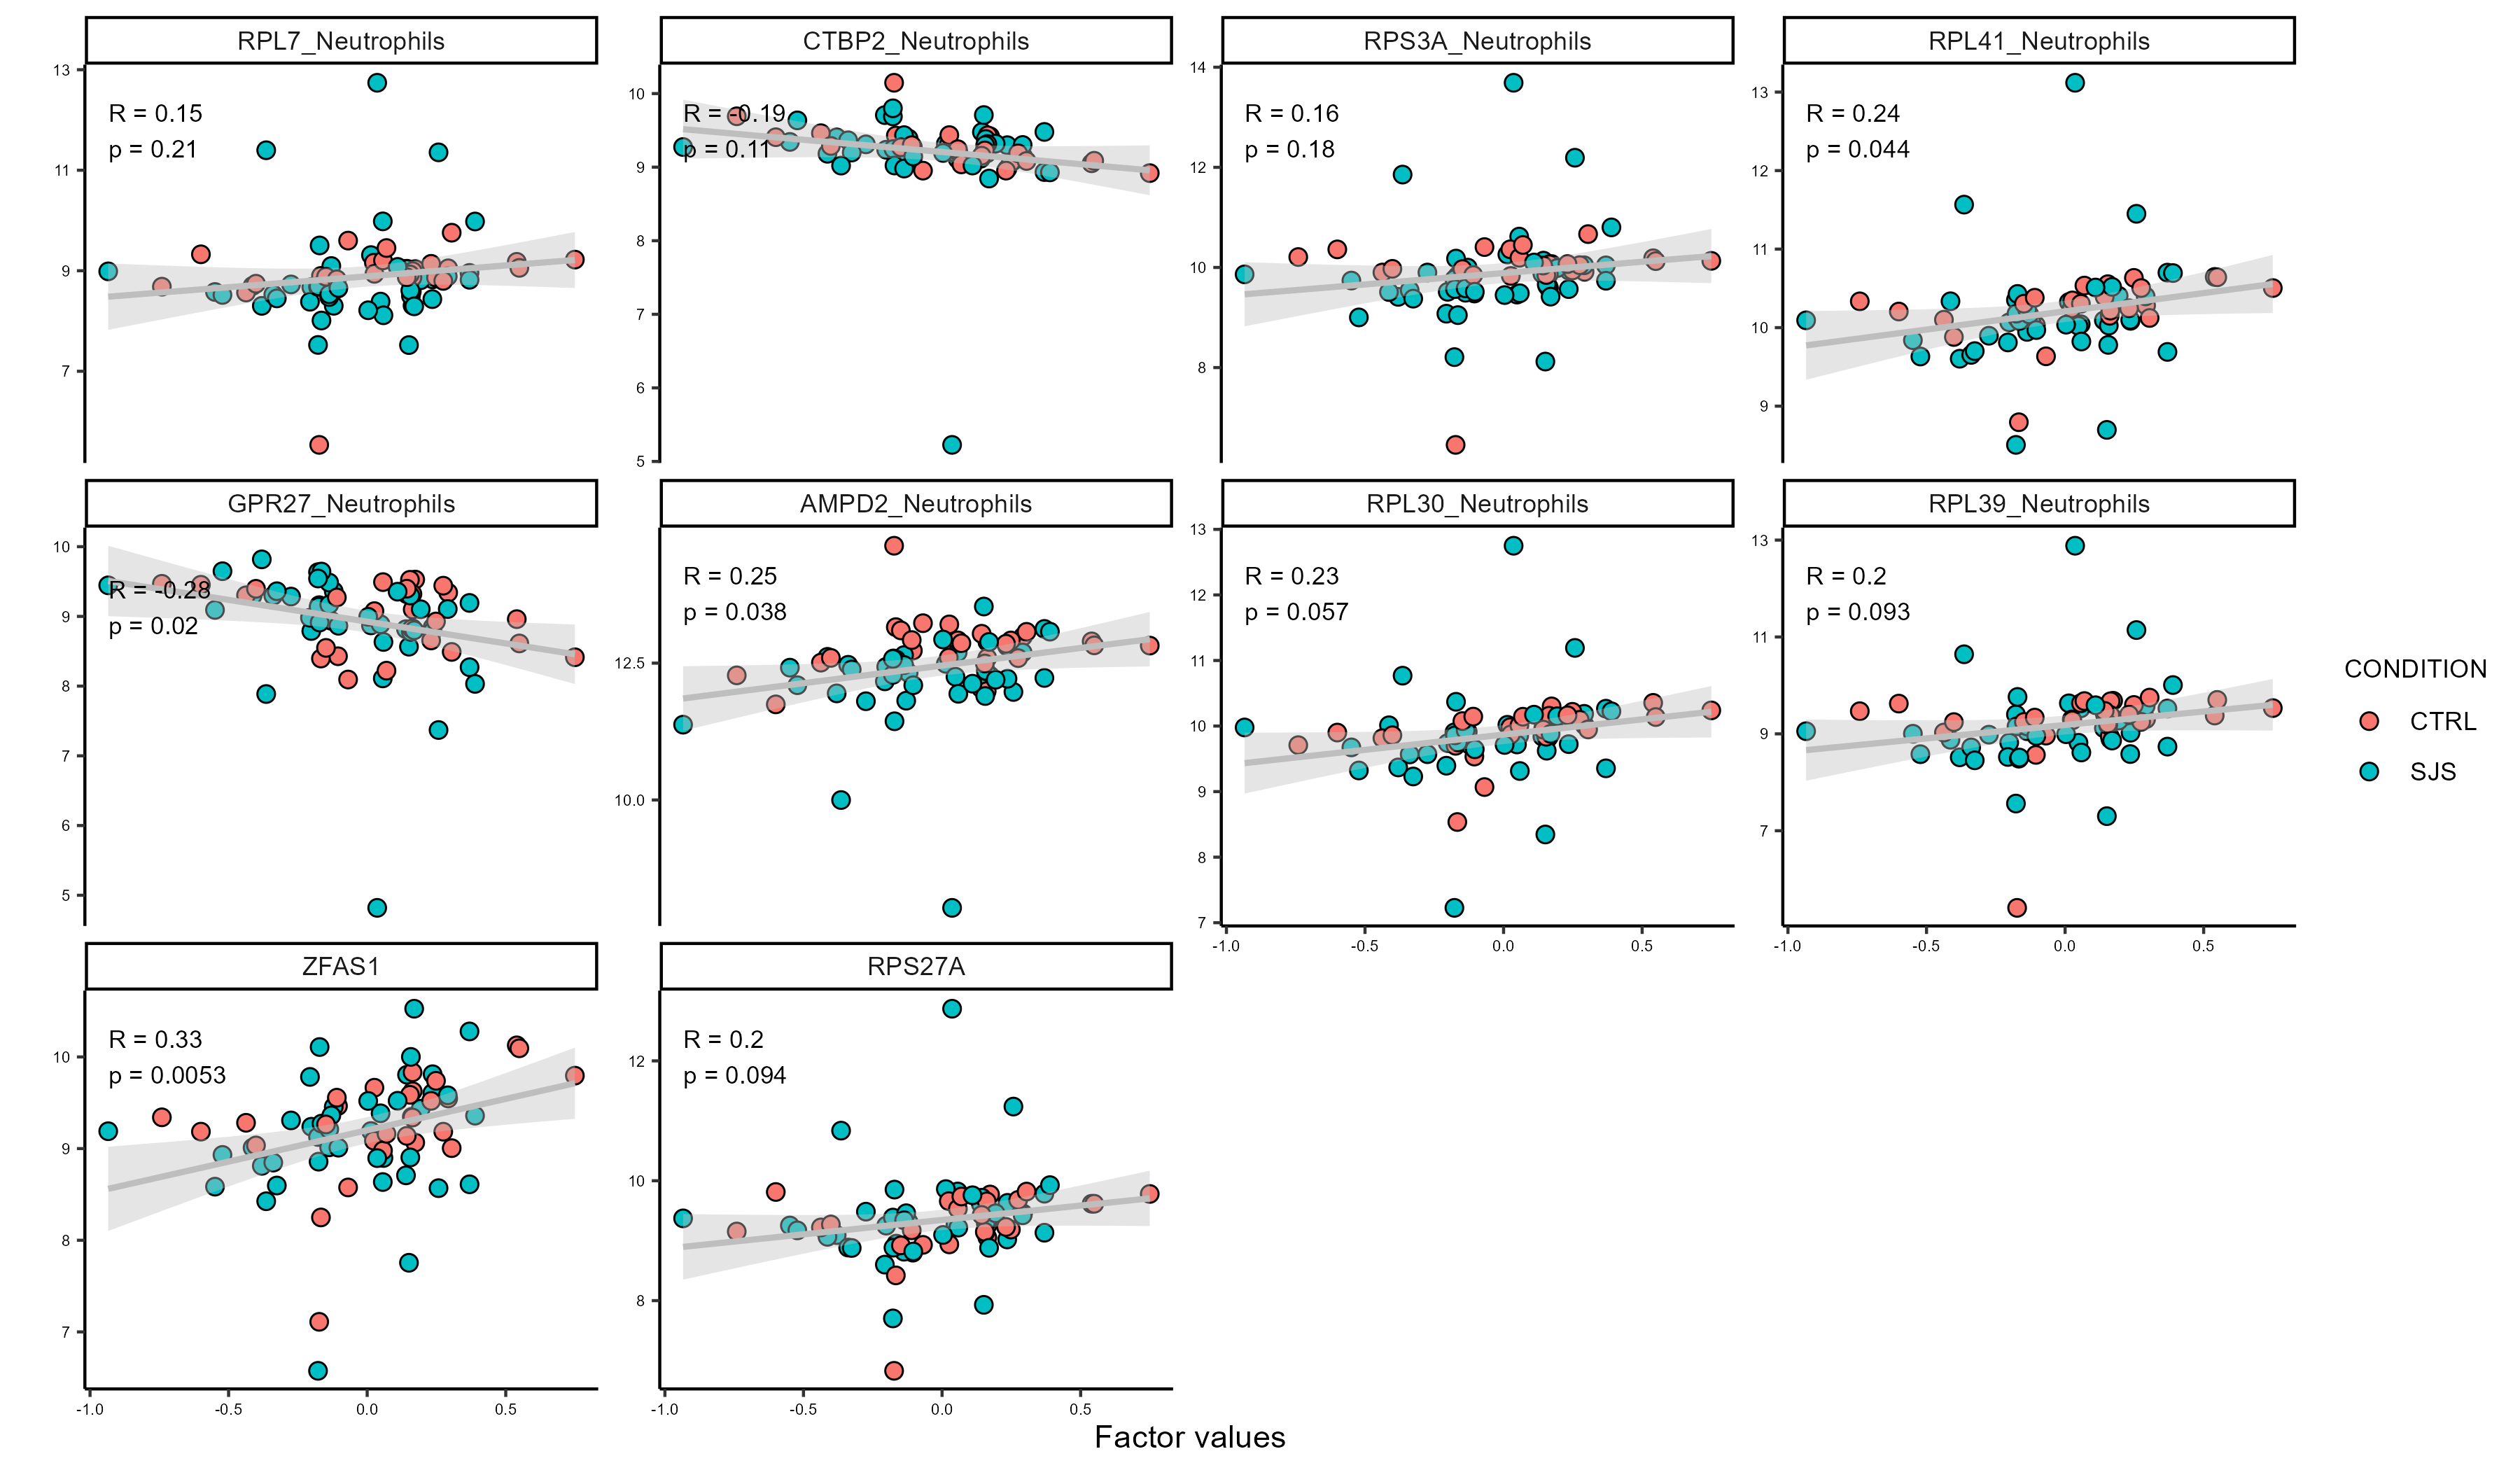 RPL7_Neutrophils
CTBP2_Neutrophils
RPS3A_Neutrophils
RPL41_Neutrophils
13
11
9
7
R = 0.15
p = 0.21
10
9
8
7
6
5
R = -0.19
p = 0.11
14
12
10
8
R = 0.16
p = 0.18
13
12
11
10
9
R = 0.24
p = 0.044
GPR27_Neutrophils
AMPD2_Neutrophils
RPL30_Neutrophils
RPL39_Neutrophils
10
9
8
7
6
5
R = -0.28
p = 0.02
12.5
10.0
R = 0.25
p = 0.038
13
12
11
10
9
8
7
R = 0.23
p = 0.057
-1.0
-0.5
0.0
0.5
13
11
9
7
R = 0.2
p = 0.093
-1.0
-0.5
0.0
0.5
CONDITION
CTRL
SJS
ZFAS1
RPS27A
10
9
8
7
R = 0.33
p = 0.0053
-1.0
-0.5
0.0
0.5
12
10
8
R = 0.2
p = 0.094
-1.0
-0.5
0.0
0.5
Factor values